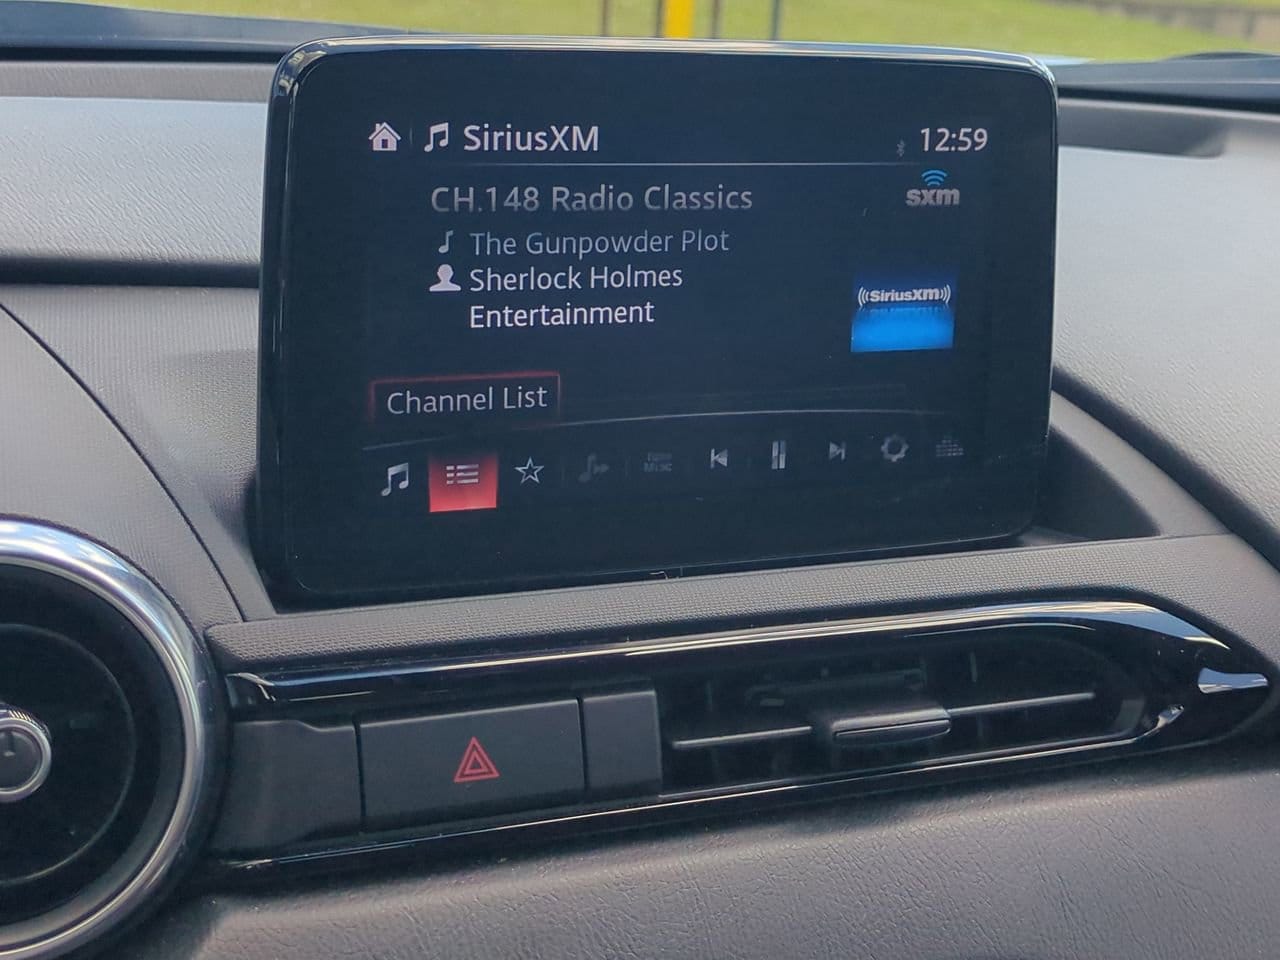 SiriusXM
12:59
CH.148 Radio Classics
sxm
The Gunpowder Plot
Sherlock Holmes
Entertainment
((SiriusXM))
Channel List